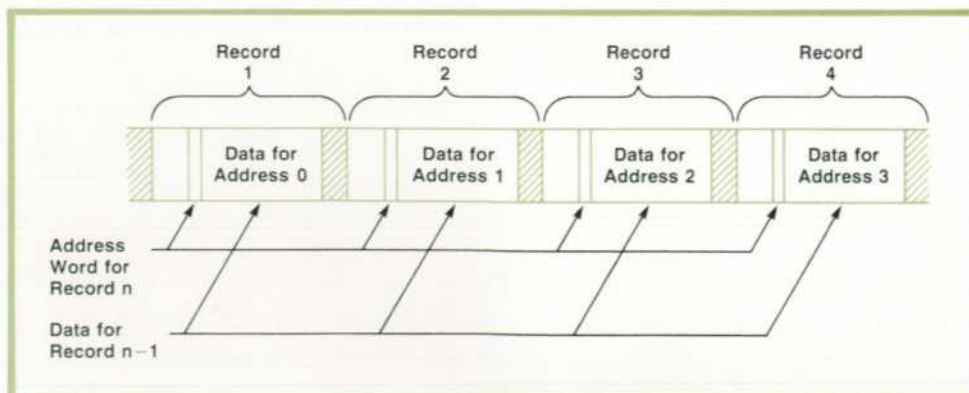 Record
1
Record
2
Record
3
Record
4
Data for
Address 0
Data for
Address 1
Data for
Address 2
Data for
Address 3
Address
Word for
Record n
Data for
Record n−1